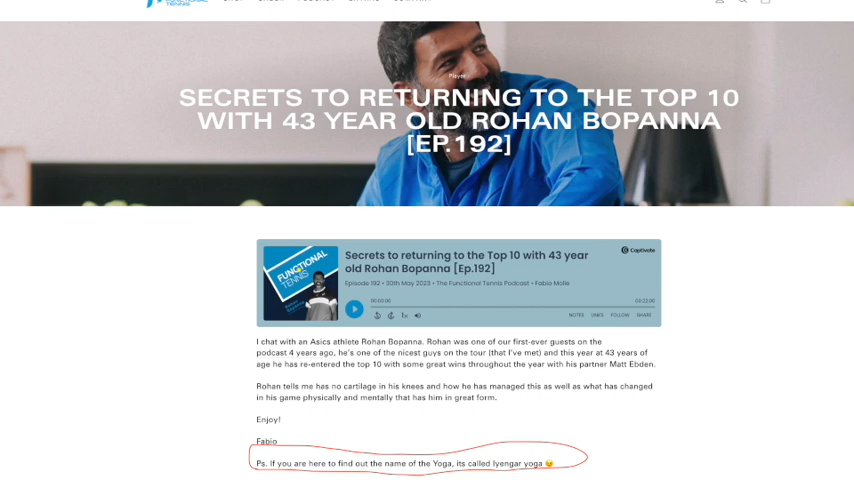 FUNCTIONAL
TENNIS
Player
SECRETS TO RETURNING TO THE TOP 10
WITH 43 YEAR OLD ROHAN BOPANNA
[EP.192]
Captivate
FUNCTIONAL
TENNIS
Secrets to returning to the Top 10 with 43 year
old Rohan Bopanna [Ep.192]
Episode 192 • 30th May 2023 • The Functional Tennis Podcast • Fabio Molle
00:00:00 00:32:06
1x NOTES LINKS FOLLOW SHARE
I chat with an Asics athlete Rohan Bopanna. Rohan was one of our first-ever guests on the
podcast 4 years ago, he's one of the nicest guys on the tour (that I've met) and this year at 43 years of
age he has re-entered the top 10 with some great wins throughout the year with his partner Matt Ebden.
Rohan tells me has no cartilage in his knees and how he has managed this as well as what has changed
in his game physically and mentally that has him in great form.
Enjoy!
Fabio
Ps. If you are here to find out the name of the Yoga, its called Iyengar yoga 😉